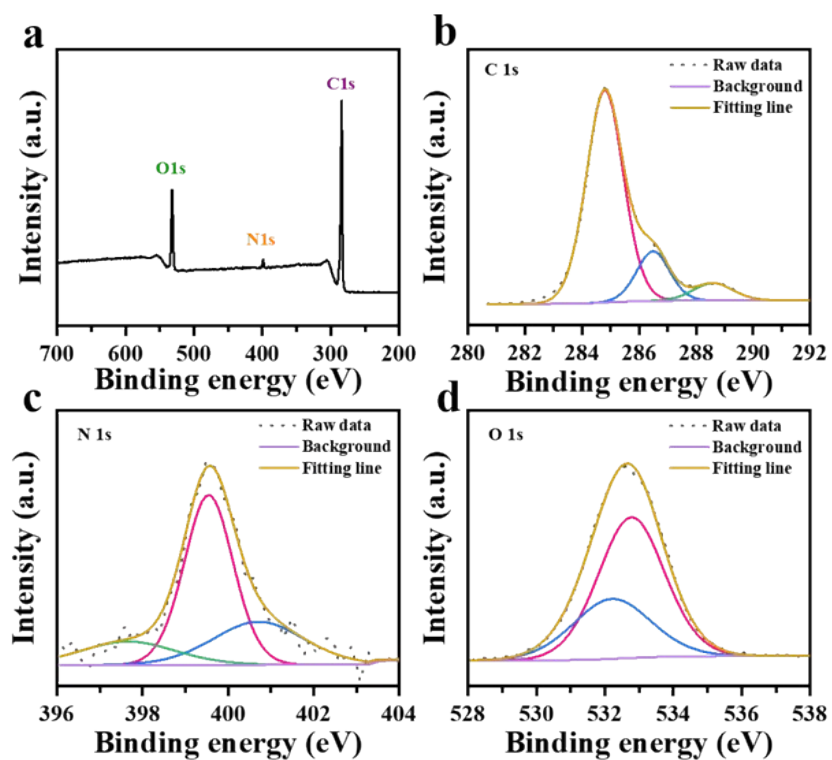 a
C1s
O1s
N1s
Intensity (a.u.)
700 600 500 400 300 200
Binding energy (eV)
b
C 1s
Raw data
Background
Fitting line
Intensity (a.u.)
280 282 284 286 288 290 292
Binding energy (eV)
c
N 1s
Raw data
Background
Fitting line
Intensity (a.u.)
396 398 400 402 404
Binding energy (eV)
d
O 1s
Raw data
Background
Fitting line
Intensity (a.u.)
528 530 532 534 536 538
Binding energy (eV)